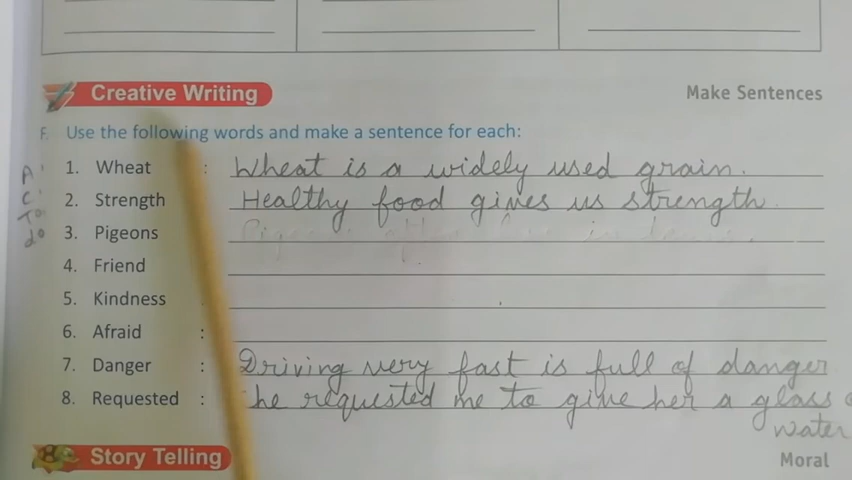 Creative Writing
Make Sentences
F. Use the following words and make a sentence for each:
1. Wheat : Wheat is a widely used grain.
2. Strength Healthy food gives us strength.
3. Pigeons
4. Friend
5. Kindness
6. Afraid :
7. Danger : Driving very fast is full of danger
8. Requested : he requested me to give her a glass
water
Story Telling
Moral